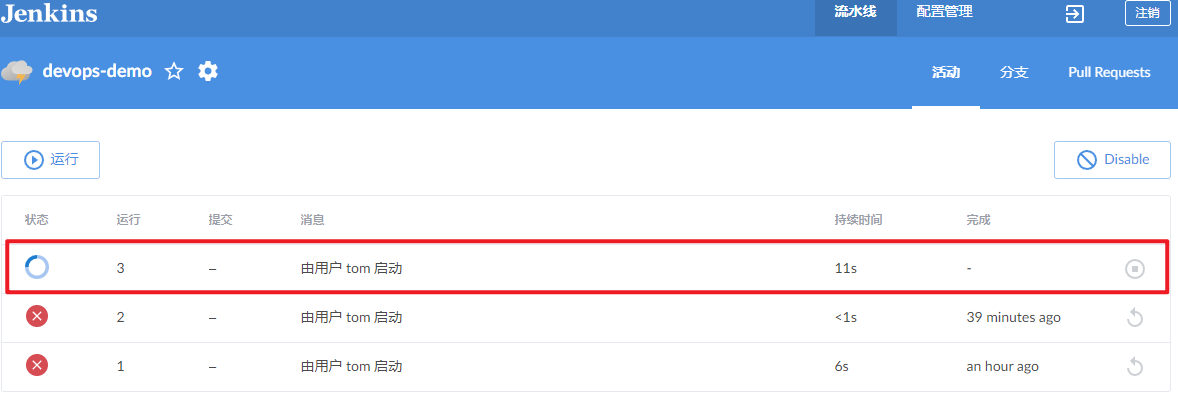 Jenkins 流水线 配置管理 注销
devops-demo 活动 分支 Pull Requests
运行 Disable
状态 运行 提交 消息 持续时间 完成
3 – 由用户 tom 启动 11s -
2 – 由用户 tom 启动 <1s 39 minutes ago
1 – 由用户 tom 启动 6s an hour ago